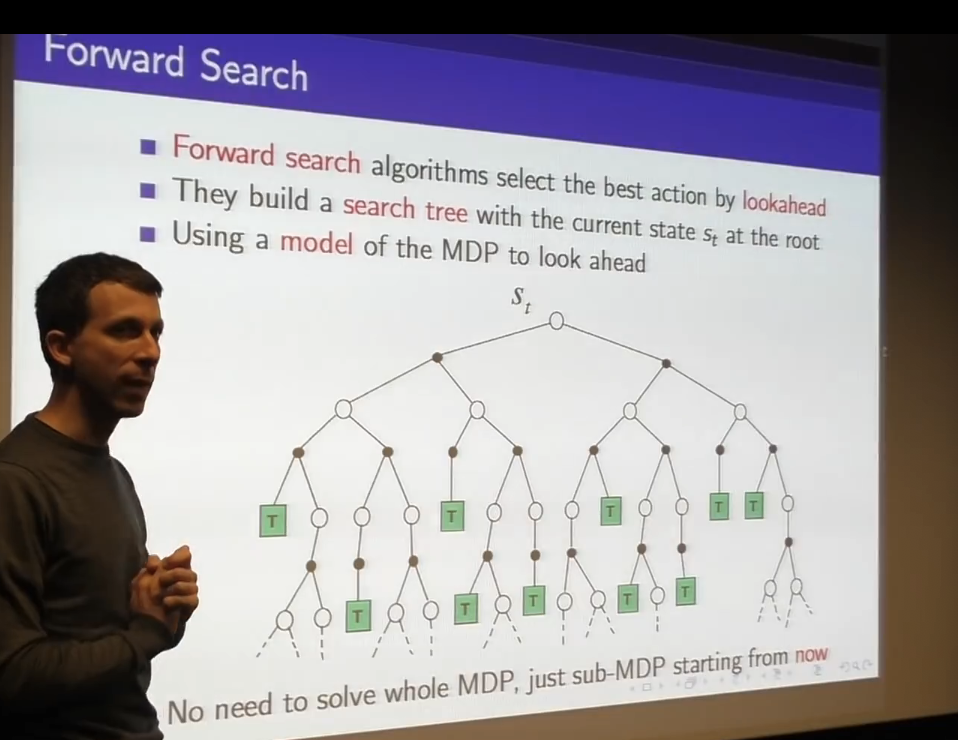 Forward Search
Forward search algorithms select the best action by lookahead
They build a search tree with the current state sₜ at the root
Using a model of the MDP to look ahead
Sₜ
T
T
T
T
T
T
T
T
T
T
No need to solve whole MDP, just sub-MDP starting from now